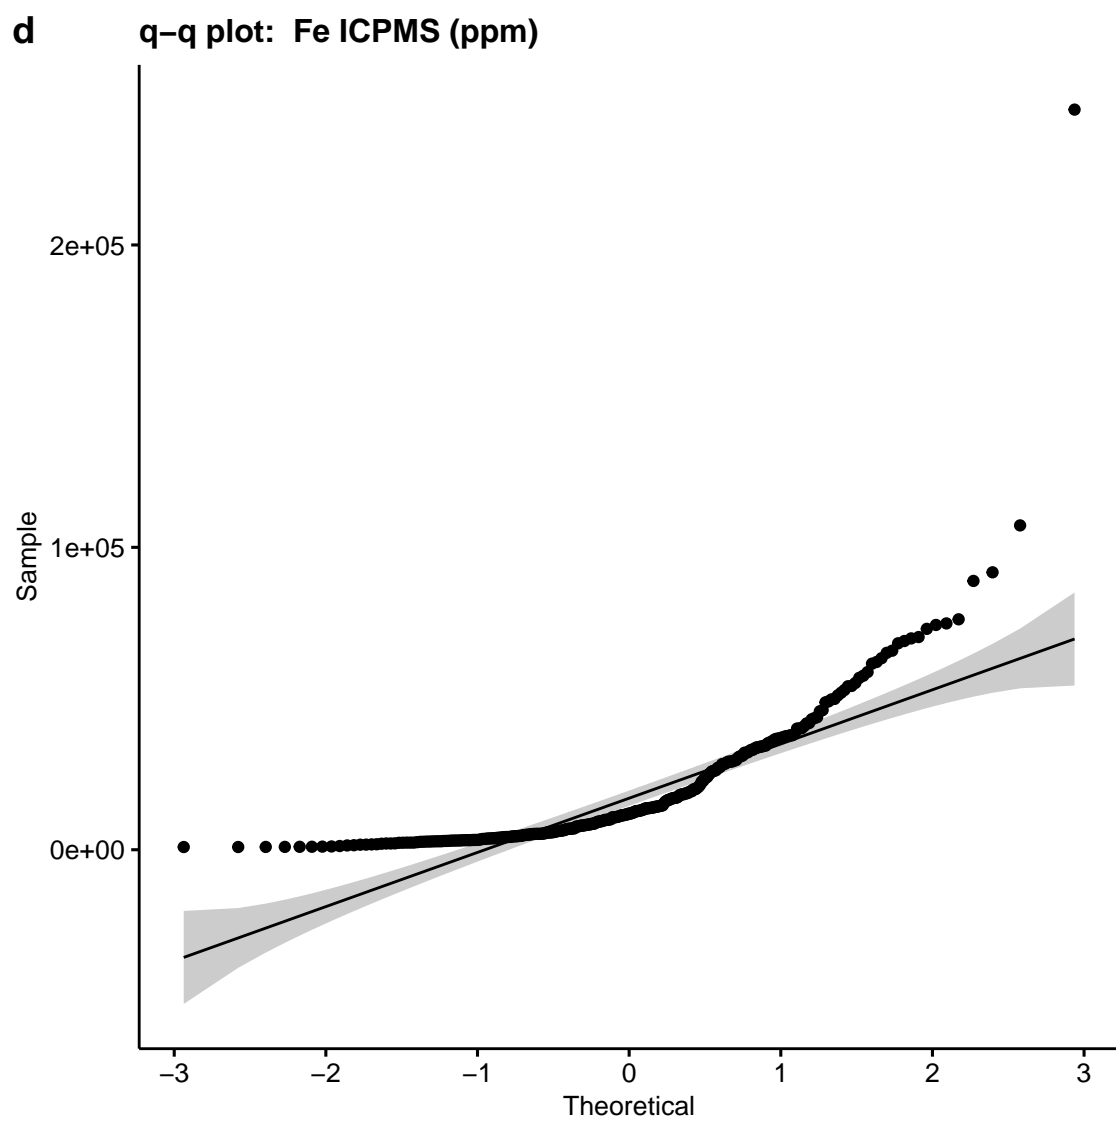 d
q−q plot:  Fe ICPMS (ppm)
2e+05
1e+05
0e+00
Sample
−3 −2 −1 0 1 2 3
Theoretical